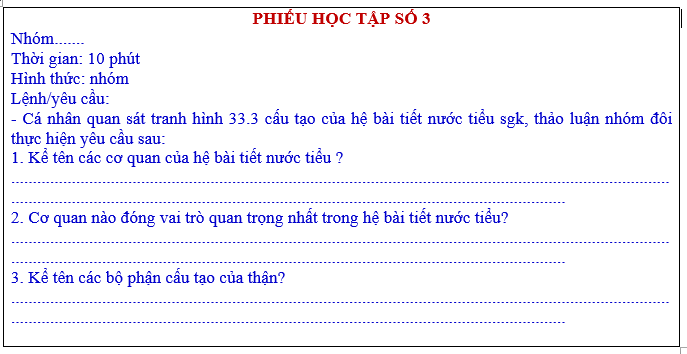 PHIẾU HỌC TẬP SỐ 3
Nhóm.......
Thời gian: 10 phút
Hình thức: nhóm
Lệnh/yêu cầu:
- Cá nhân quan sát tranh hình 33.3 cấu tạo của hệ bài tiết nước tiểu sgk, thảo luận nhóm đôi
thực hiện yêu cầu sau:
1. Kể tên các cơ quan của hệ bài tiết nước tiểu ?
2. Cơ quan nào đóng vai trò quan trọng nhất trong hệ bài tiết nước tiểu?
3. Kể tên các bộ phận cấu tạo của thận?